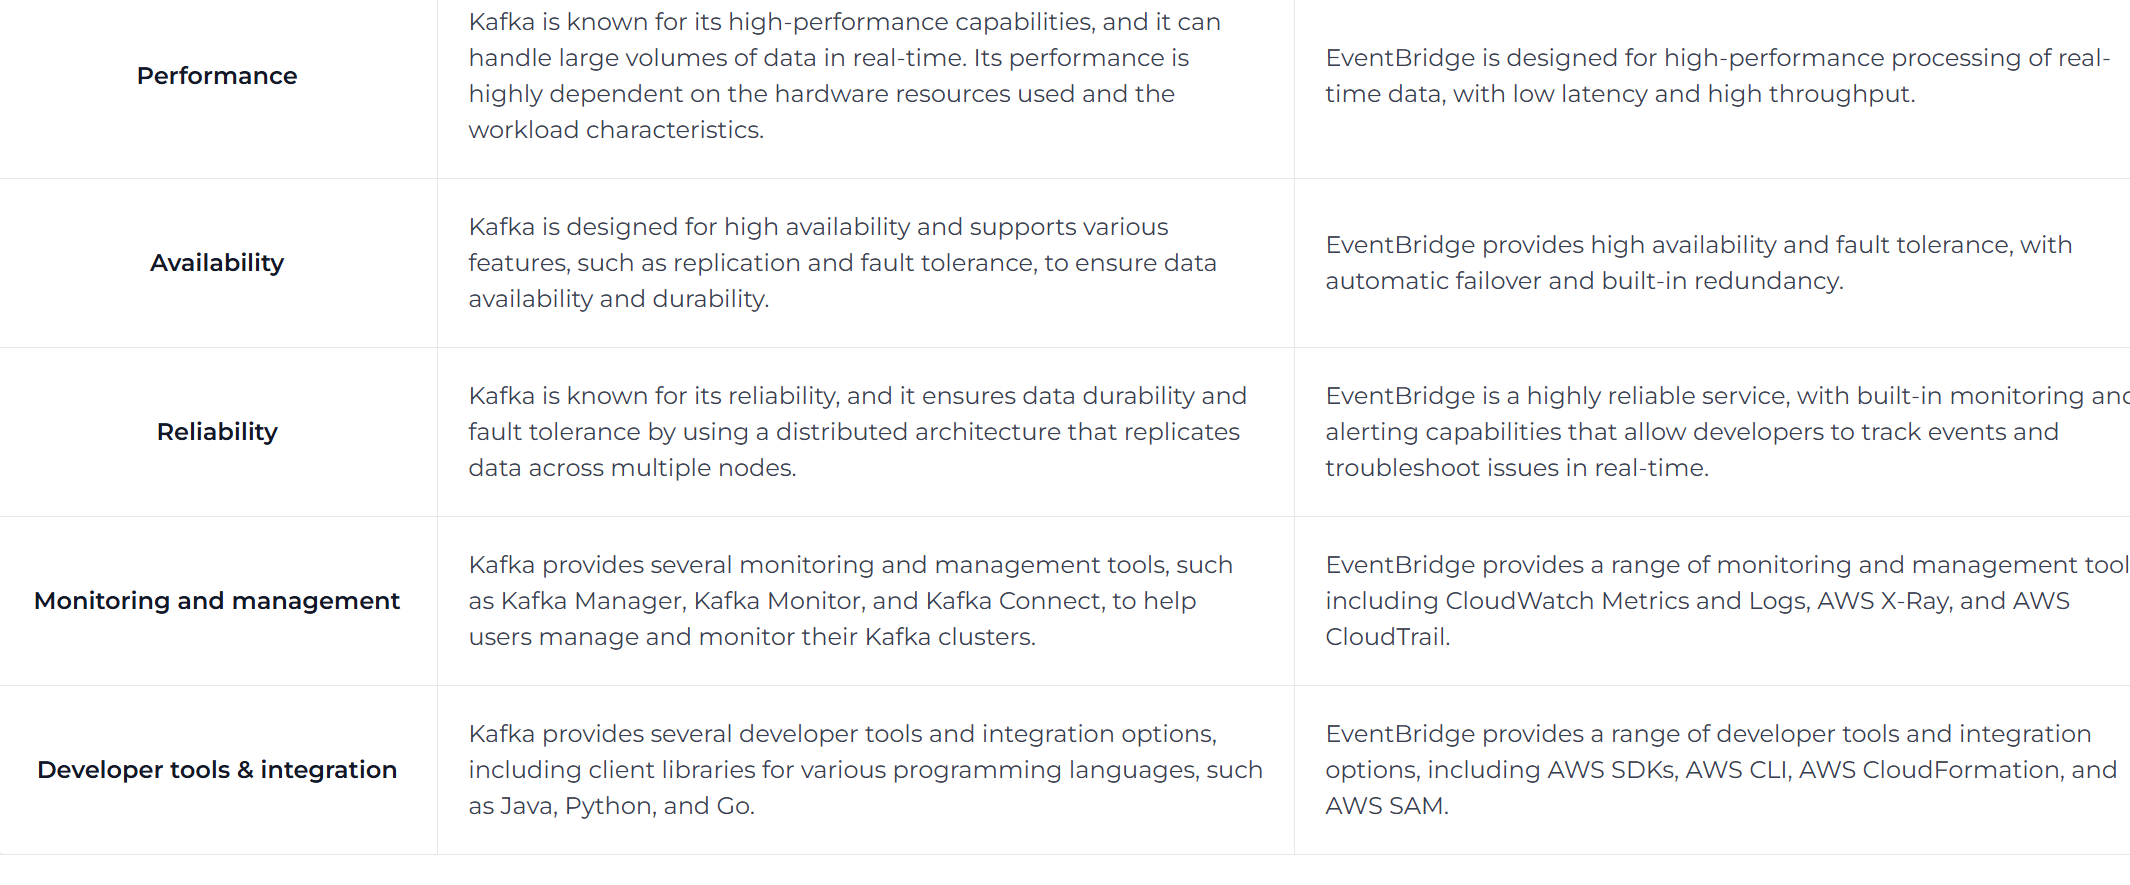 Performance
Kafka is known for its high-performance capabilities, and it can
handle large volumes of data in real-time. Its performance is
highly dependent on the hardware resources used and the
workload characteristics.
EventBridge is designed for high-performance processing of real-
time data, with low latency and high throughput.
Availability
Kafka is designed for high availability and supports various
features, such as replication and fault tolerance, to ensure data
availability and durability.
EventBridge provides high availability and fault tolerance, with
automatic failover and built-in redundancy.
Reliability
Kafka is known for its reliability, and it ensures data durability and
fault tolerance by using a distributed architecture that replicates
data across multiple nodes.
EventBridge is a highly reliable service, with built-in monitoring and
alerting capabilities that allow developers to track events and
troubleshoot issues in real-time.
Monitoring and management
Kafka provides several monitoring and management tools, such
as Kafka Manager, Kafka Monitor, and Kafka Connect, to help
users manage and monitor their Kafka clusters.
EventBridge provides a range of monitoring and management tool
including CloudWatch Metrics and Logs, AWS X-Ray, and AWS
CloudTrail.
Developer tools & integration
Kafka provides several developer tools and integration options,
including client libraries for various programming languages, such
as Java, Python, and Go.
EventBridge provides a range of developer tools and integration
options, including AWS SDKs, AWS CLI, AWS CloudFormation, and
AWS SAM.